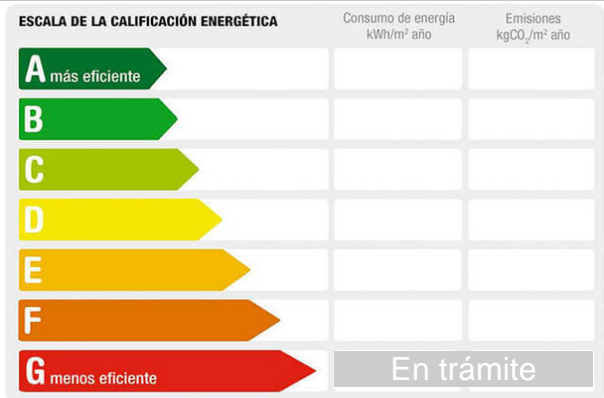 ESCALA DE LA CALIFICACIÓN ENERGÉTICA
Consumo de energía
kWh/m² año
Emisiones
kgCO₂/m² año
A más eficiente
B
C
D
E
F
G menos eficiente
En trámite